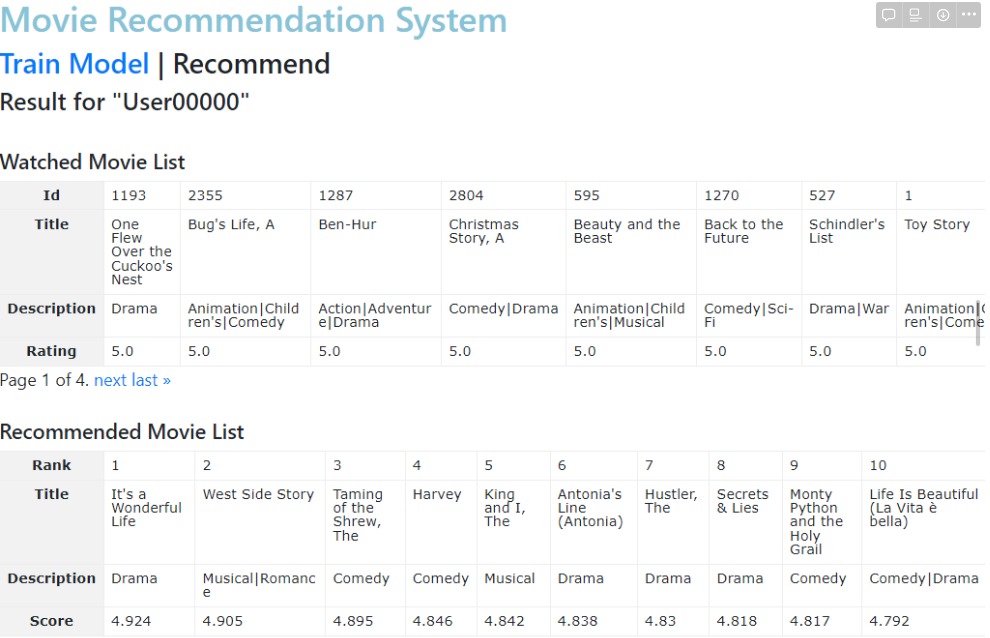 Movie Recommendation System
Train Model | Recommend
Result for "User00000"
Watched Movie List
Id 1193 2355 1287 2804 595 1270 527 1
Title One Flew Over the Cuckoo's Nest Bug's Life, A Ben-Hur Christmas Story, A Beauty and the Beast Back to the Future Schindler's List Toy Story
Description Drama Animation|Children's|Comedy Action|Adventure|Drama Comedy|Drama Animation|Children's|Musical Comedy|Sci-Fi Drama|War Animation|C ren's|Come
Rating 5.0 5.0 5.0 5.0 5.0 5.0 5.0 5.0
Page 1 of 4. next last »
Recommended Movie List
Rank 1 2 3 4 5 6 7 8 9 10
Title It's a Wonderful Life West Side Story Taming of the Shrew, The Harvey King and I, The Antonia's Line (Antonia) Hustler, The Secrets & Lies Monty Python and the Holy Grail Life Is Beautiful (La Vita è bella)
Description Drama Musical|Romance Comedy Comedy Musical Drama Drama Drama Comedy Comedy|Drama
Score 4.924 4.905 4.895 4.846 4.842 4.838 4.83 4.818 4.817 4.792